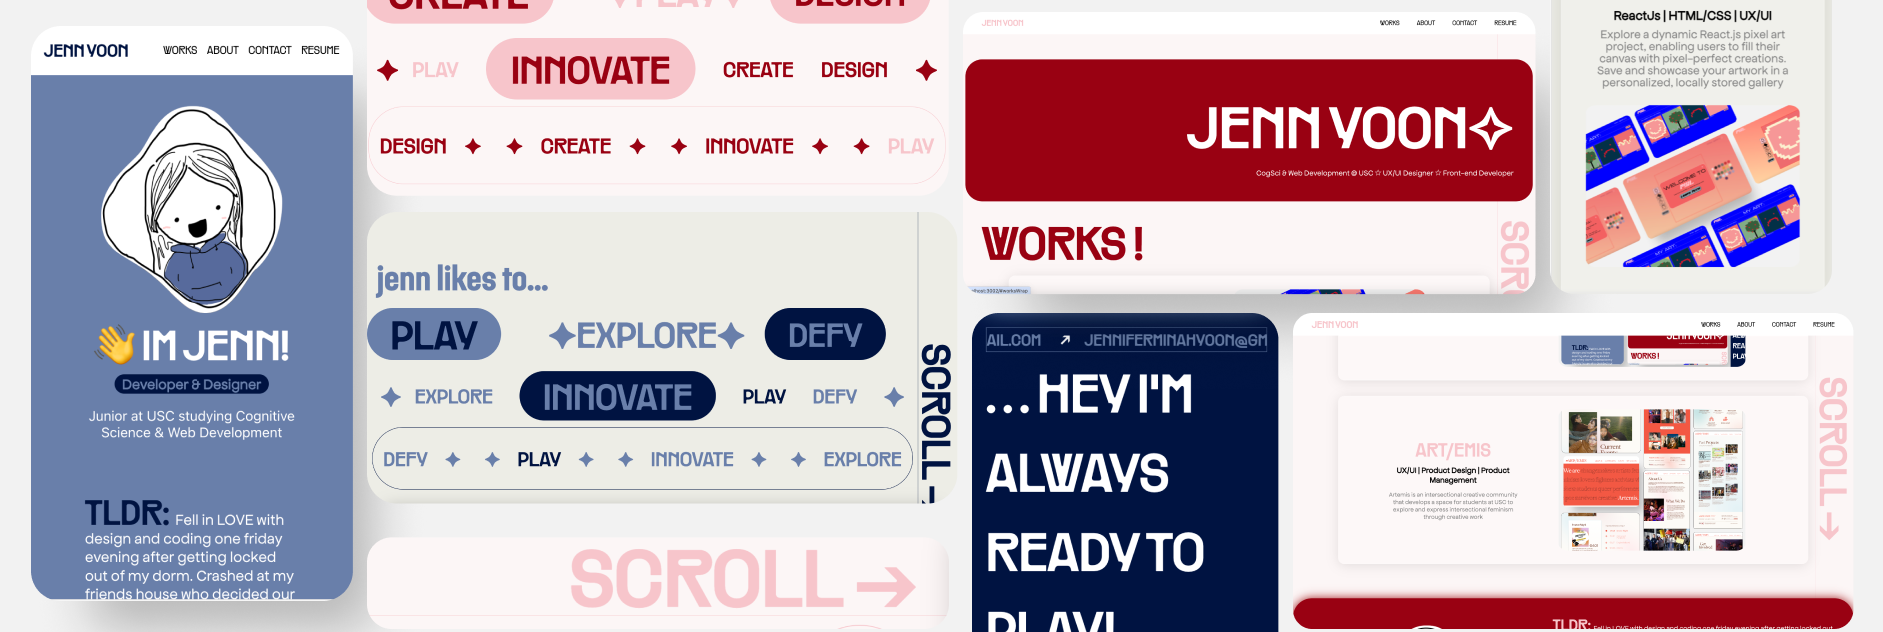 JENN YOON
WORKS ABOUT CONTACT RESUME
IM JENN!
Developer & Designer
Junior at USC studying Cognitive
Science & Web Development
TLDR: Fell in LOVE with
design and coding one friday
evening after getting locked
out of my dorm. Crashed at my
friends house who decided our
CREATE PLAY DESIGN
PLAY INNOVATE CREATE DESIGN
DESIGN CREATE INNOVATE PLAY
jenn likes to...
PLAY EXPLORE DEFY
EXPLORE INNOVATE PLAY DEFY
DEFY PLAY INNOVATE EXPLORE
SCROLL →
SCROLL →
JENN YOON
WORKS ABOUT CONTACT RESUME
JENN YOON
CogSci & Web Development @ USC ☆ UX/UI Designer ☆ Front-end Developer
WORKS!
SCR
ReactJs | HTML/CSS | UX/UI
Explore a dynamic React.js pixel art
project, enabling users to fill their
canvas with pixel-perfect creations.
Save and showcase your artwork in a
personalized, locally stored gallery
WELCOME TO
MY ART
MY ART
AIL.COM ↗ JENNIFERMINAHYOON@GM
...HEY I'M
ALWAYS
READY TO
PLAY!
JENN YOON
WORKS ABOUT CONTACT RESUME
TLDR:
WORKS!
ART/EMIS
UX/UI | Product Design | Product
Management
Artemis is an intersectional creative community
that develops a space for students at USC to
explore and express intersectional feminism
through creative work
SCROLL →
TLDR: Fell in LOVE with design and coding one friday evening after getting locked out